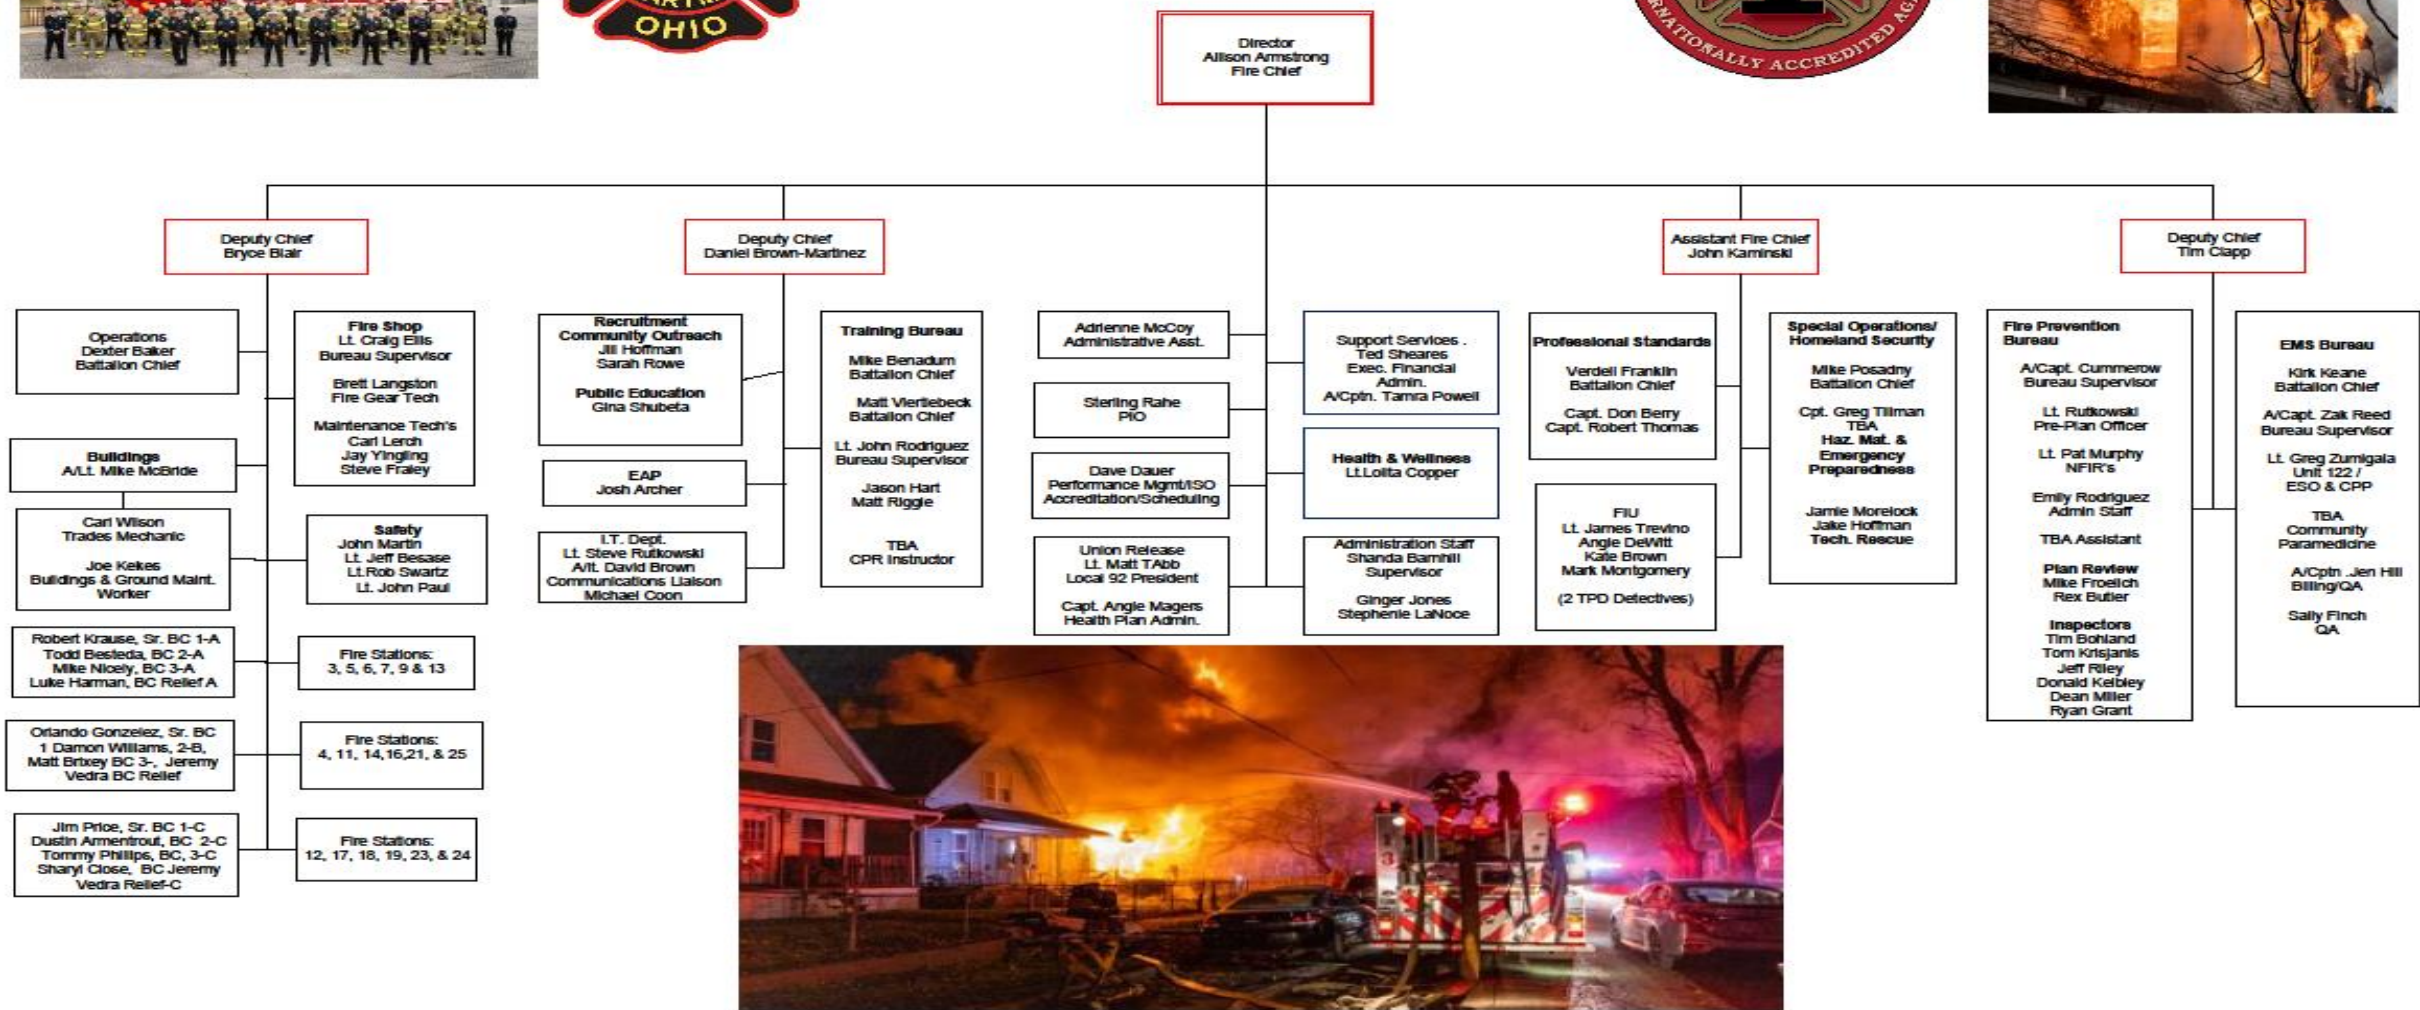 OHIO
RNATIONALLY ACCREDITED AG
Director
Allison Armstrong
Fire Chief
Deputy Chief
Bryce Blair
Deputy Chief
Daniel Brown-Martinez
Assistant Fire Chief
John Kaminski
Deputy Chief
Tim Clapp
Operations
Dexter Baker
Battalion Chief
Fire Shop
Lt. Craig Ellis
Bureau Supervisor
Brett Langston
Fire Gear Tech
Maintenance Tech's
Carl Lerch
Jay Yingling
Steve Fraley
Buildings
A/Lt. Mike McBride
Carl Wilson
Trades Mechanic
Joe Kekes
Buildings & Ground Maint.
Worker
Safety
John Martin
Lt. Jeff Besase
Lt.Rob Swartz
Lt. John Paul
Robert Krause, Sr. BC 1-A
Todd Besteda, BC 2-A
Mike Nicely, BC 3-A
Luke Harman, BC Relief A
Fire Stations:
3, 5, 6, 7, 9 & 13
Orlando Gonzelez, Sr. BC
1 Damon Williams, 2-B,
Matt Brixey BC 3-, Jeremy
Vedra BC Relief
Fire Stations:
4, 11, 14,16,21, & 25
Jim Price, Sr. BC 1-C
Dustin Armentrout, BC 2-C
Tommy Phillips, BC, 3-C
Sharyl Close, BC Jeremy
Vedra Relief-C
Fire Stations:
12, 17, 18, 19, 23, & 24
Recruitment
Community Outreach
Jill Hoffman
Sarah Rowe
Public Education
Gina Shubeta
EAP
Josh Archer
I.T. Dept.
Lt. Steve Rutkowski
A/lt. David Brown
Communications Liaison
Michael Coon
Training Bureau
Mike Benadum
Battalion Chief
Matt Viertlebeck
Battalion Chief
Lt. John Rodriguez
Bureau Supervisor
Jason Hart
Matt Riggle
TBA
CPR Instructor
Adrienne McCoy
Administrative Asst.
Sterling Rahe
PIO
Dave Dauer
Performance Mgmt/ISO
Accreditation/Scheduling
Union Release
Lt. Matt TAbb
Local 92 President
Capt. Angie Magers
Health Plan Admin.
Support Services .
Ted Sheares
Exec. Financial
Admin.
A/Cptn. Tamra Powell
Health & Wellness
Lt.Lolita Copper
Administration Staff
Shanda Barnhill
Supervisor
Ginger Jones
Stephenie LaNoce
Professional Standards
Verdell Franklin
Battalion Chief
Capt. Don Berry
Capt. Robert Thomas
FIU
Lt. James Trevino
Angie DeWitt
Kate Brown
Mark Montgomery
(2 TPD Detectives)
Special Operations/
Homeland Security
Mike Posadny
Battalion Chief
Cpt. Greg Tillman
TBA
Haz. Mat. &
Emergency
Preparedness
Jamie Morelock
Jake Hoffman
Tech. Rescue
Fire Prevention
Bureau
A/Capt. Cummerow
Bureau Supervisor
Lt. Rutkowski
Pre-Plan Officer
Lt. Pat Murphy
NFIR's
Emily Rodriguez
Admin Staff
TBA Assistant
Plan Review
Mike Froelich
Rex Butler
Inspectors
Tim Bohland
Tom Krisjanis
Jeff Riley
Donald Kelbley
Dean Miller
Ryan Grant
EMS Bureau
Kirk Keane
Battalion Chief
A/Capt. Zak Reed
Bureau Supervisor
Lt. Greg Zumigala
Unit 122 /
ESO & CPP
TBA
Community
Paramedicine
A/Cptn .Jen Hill
Billing/QA
Sally Finch
QA
3